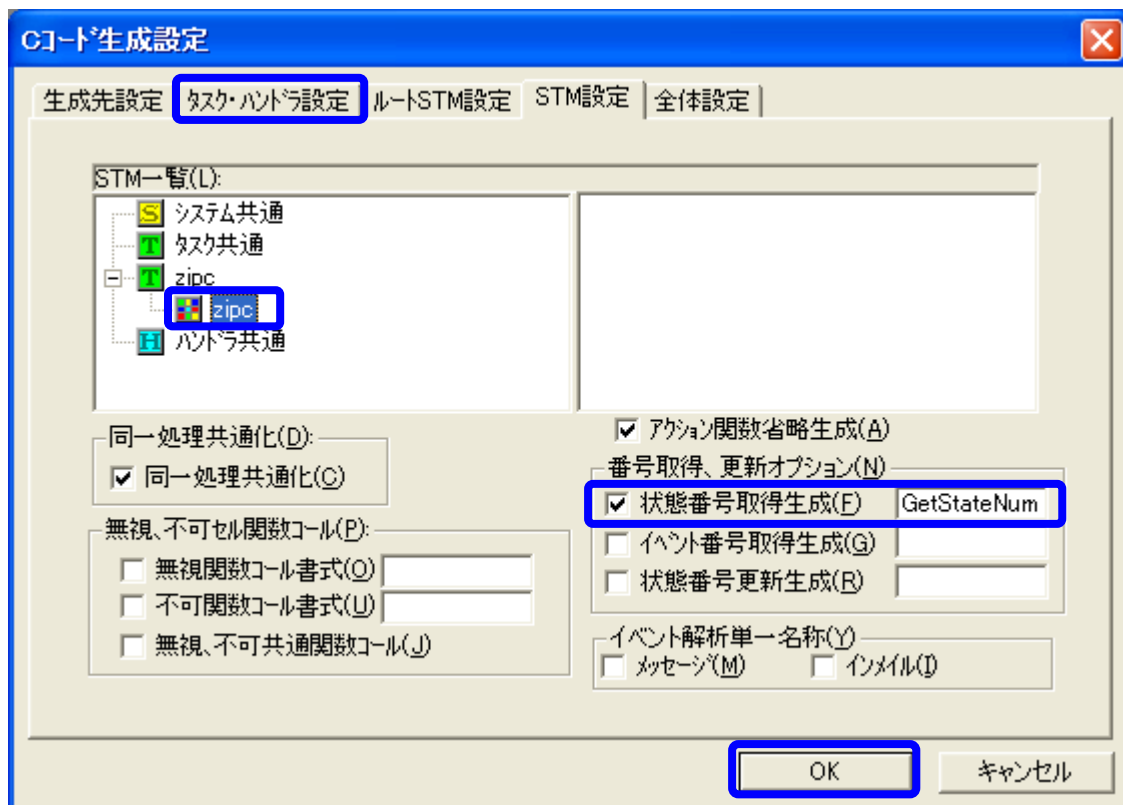 Cｺｰﾄﾞ生成設定
生成先設定 ﾀｽｸ・ﾊﾝﾄﾞﾗ設定 ﾙｰﾄSTM設定 STM設定 全体設定
STM一覧(L):
S ｼｽﾃﾑ共通
T ﾀｽｸ共通
T zipc
zipc
H ﾊﾝﾄﾞﾗ共通
同一処理共通化(D):
同一処理共通化(C)
無視、不可セル関数ｺｰﾙ(P):
無視関数ｺｰﾙ書式(O)
不可関数ｺｰﾙ書式(U)
無視、不可共通関数ｺｰﾙ(J)
ｱｸｼｮﾝ関数省略生成(A)
番号取得、更新オプション(N)
状態番号取得生成(F) GetStateNum
ｲﾍﾞﾝﾄ番号取得生成(G)
状態番号更新生成(R)
イベント解析単一名称(Y)
ﾒｯｾｰｼﾞ(M) ｲﾝﾒｲﾙ(I)
OK キャンセル